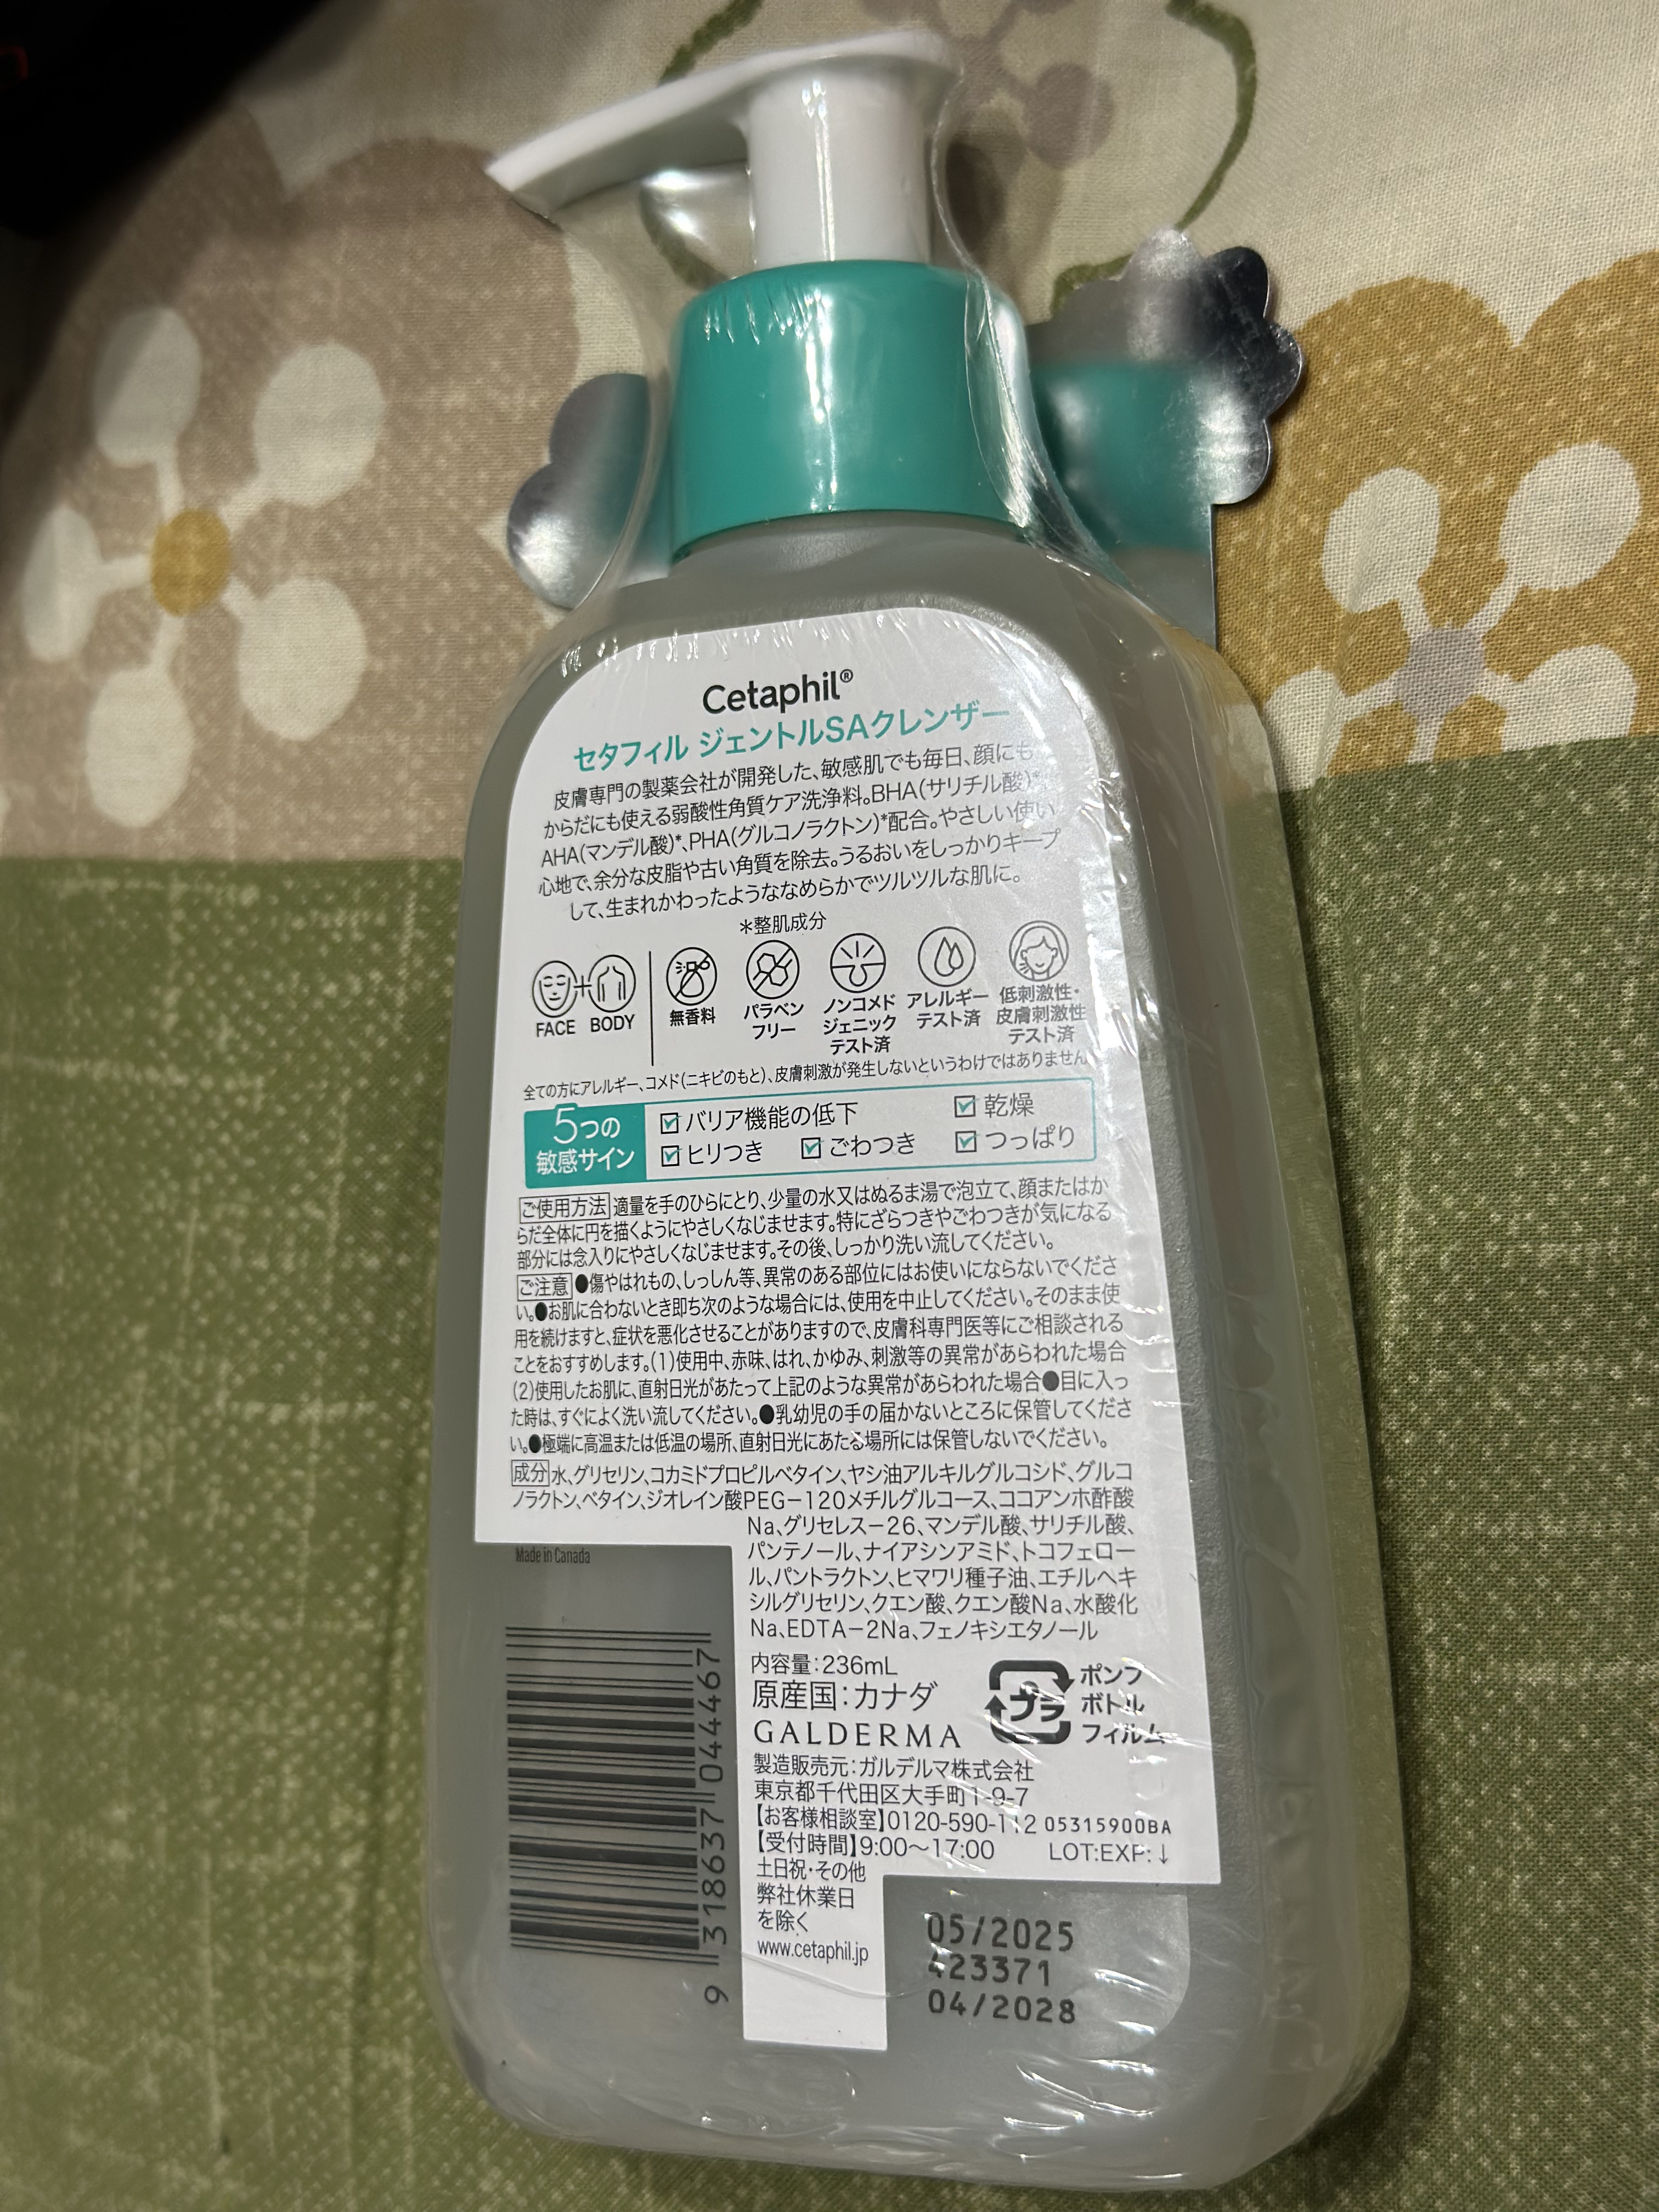 Cetaphil®
セタフィル ジェントルSAクレンザー
皮膚専門の製薬会社が開発した、敏感肌でも毎日、顔にも
からだにも使える弱酸性角質ケア洗浄料。BHA(サリチル酸)*、
AHA(マンデル酸)*、PHA(グルコノラクトン)*配合。やさしい使い
心地で、余分な皮脂や古い角質を除去。うるおいをしっかりキープ
して、生まれかわったようななめらかでツルツルな肌に。
*整肌成分
FACE + BODY
無香料
パラベン
フリー
ノンコメド
ジェニック
テスト済
アレルギー
テスト済
低刺激性・
皮膚刺激性
テスト済
全ての方にアレルギー、コメド(ニキビのもと)、皮膚刺激が発生しないというわけではありません
5つの
敏感サイン
バリア機能の低下 乾燥
ヒリつき ごわつき つっぱり
ご使用方法 適量を手のひらにとり、少量の水又はぬるま湯で泡立て、顔またはか
らだ全体に円を描くようにやさしくなじませます。特にざらつきやごわつきが気になる
部分には念入りにやさしくなじませます。その後、しっかり洗い流してください。
ご注意 ●傷やはれもの、しっしん等、異常のある部位にはお使いにならないでくださ
い。●お肌に合わないとき即ち次のような場合には、使用を中止してください。そのまま使
用を続けますと、症状を悪化させることがありますので、皮膚科専門医等にご相談される
ことをおすすめします。(1)使用中、赤味、はれ、かゆみ、刺激等の異常があらわれた場合
(2)使用したお肌に、直射日光があたって上記のような異常があらわれた場合●目に入っ
た時は、すぐによく洗い流してください。●乳幼児の手の届かないところに保管してくださ
い。●極端に高温または低温の場所、直射日光にあたる場所には保管しないでください。
成分 水、グリセリン、コカミドプロピルベタイン、ヤシ油アルキルグルコシド、グルコ
ノラクトン、ベタイン、ジオレイン酸PEG-120メチルグルコース、ココアンホ酢酸
Na、グリセレス-26、マンデル酸、サリチル酸、
パンテノール、ナイアシンアミド、トコフェロー
ル、パントラクトン、ヒマワリ種子油、エチルヘキ
シルグリセリン、クエン酸、クエン酸Na、水酸化
Na、EDTA-2Na、フェノキシエタノール
Made in Canada
9 318637 044467
内容量:236mL
原産国:カナダ
GALDERMA
プラ
ポンプ
ボトル
フィルム
製造販売元:ガルデルマ株式会社
東京都千代田区大手町1-9-7
【お客様相談室】0120-590-112 05315900BA
【受付時間】9:00〜17:00 LOT:EXP:↓
土日祝・その他
弊社休業日
を除く
www.cetaphil.jp
05/2025
423371
04/2028